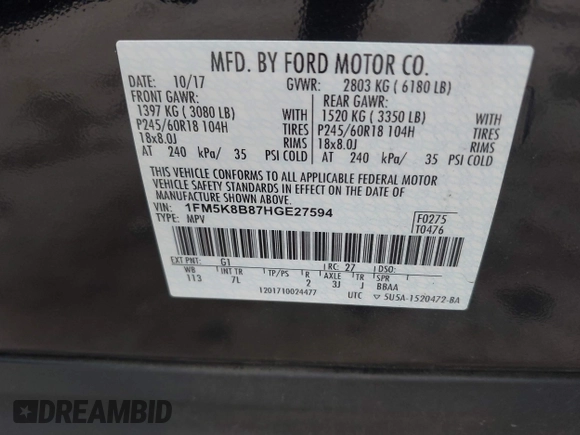 MFD. BY FORD MOTOR CO.
DATE: 10/17 GVWR: 2803 KG ( 6180 LB)
FRONT GAWR: REAR GAWR:
1397 KG ( 3080 LB) WITH 1520 KG ( 3350 LB) WITH
P245/60R18 104H TIRES P245/60R18 104H TIRES
18x8.0J RIMS 18x8.0J RIMS
AT 240 kPa/ 35 PSI COLD AT 240 kPa/ 35 PSI COLD
THIS VEHICLE CONFORMS TO ALL APPLICABLE FEDERAL MOTOR
VEHICLE SAFETY STANDARDS IN EFFECT ON THE DATE OF
MANUFACTURE SHOWN ABOVE.
VIN: 1FM5K8B87HGE27594 F0275
TYPE: MPV T0476
EXT PNT: G1 RC: 27 DSO:
WB INT TR TP/PS R AXLE TR SPR
113 7L 2 3J J BBAA
1201710024477 UTC ▽ 5U5A-1520472-BA
DREAMBID